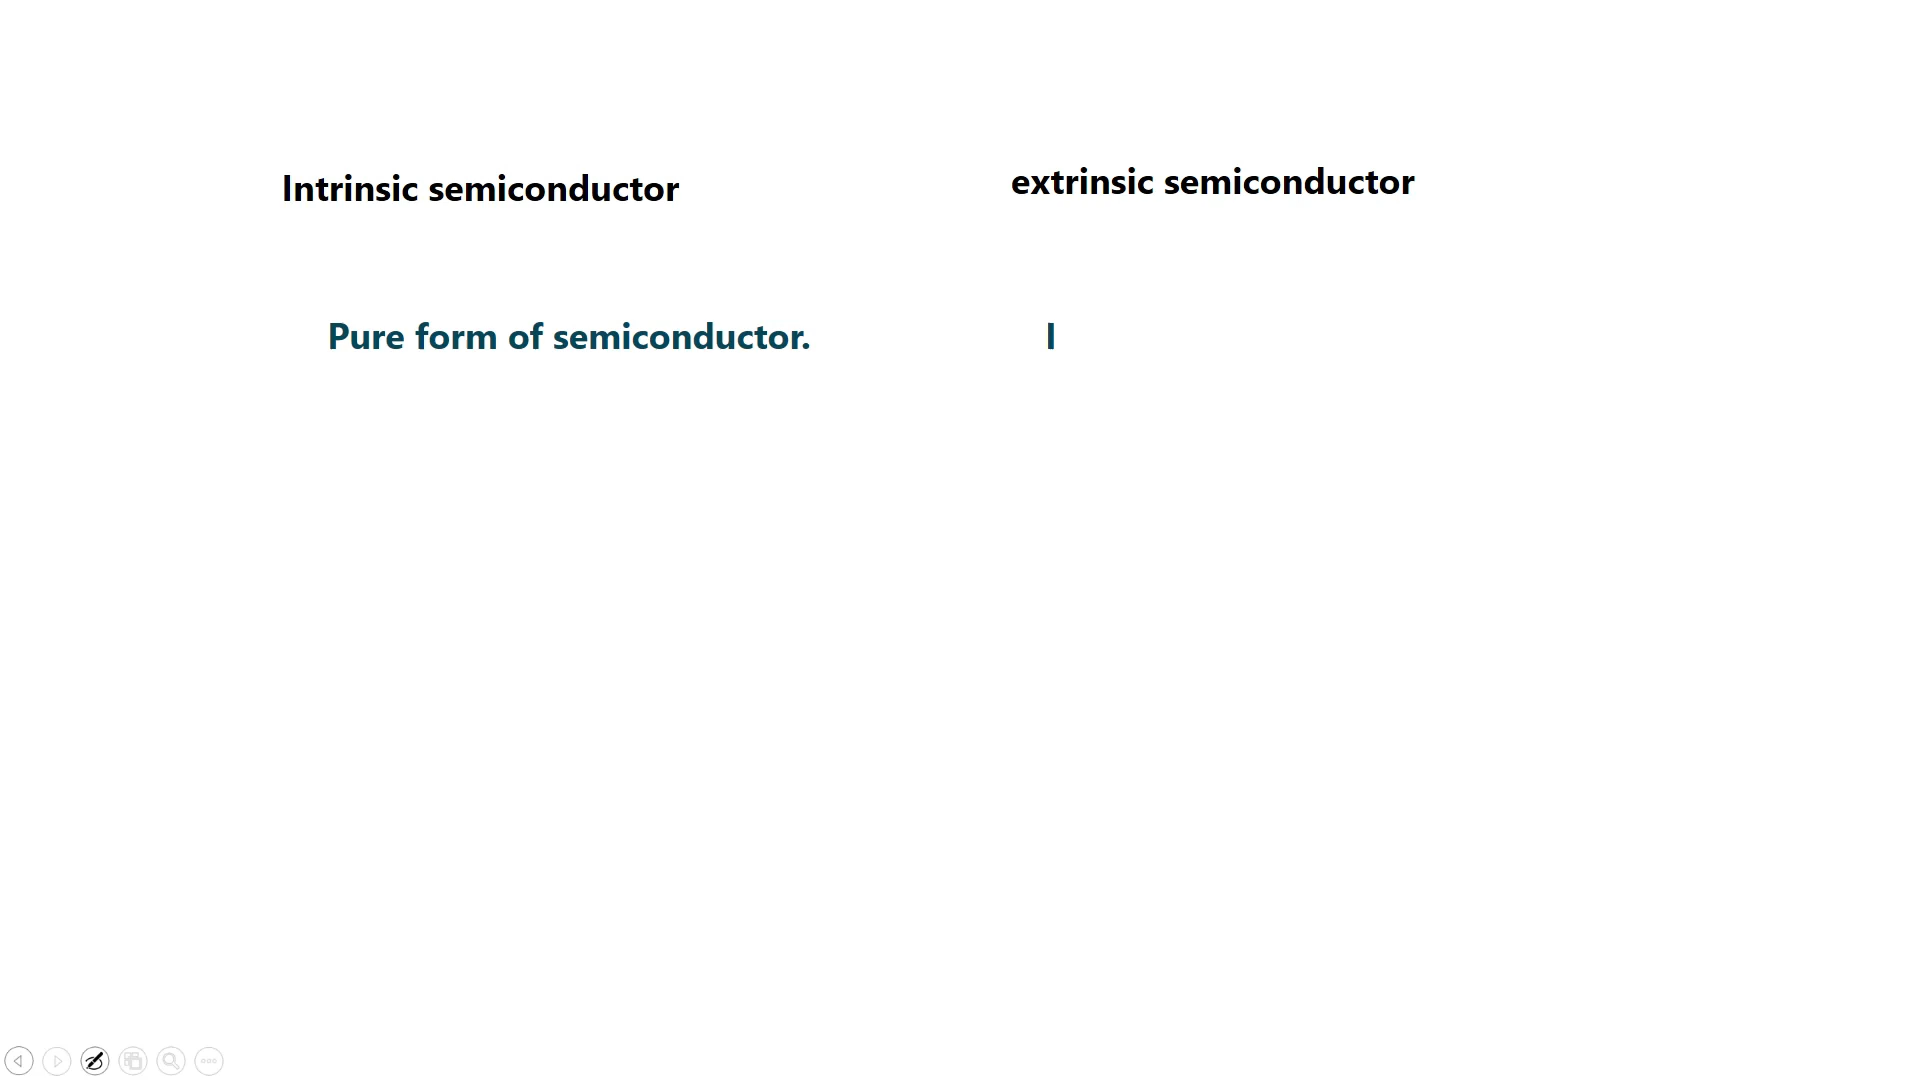 Intrinsic semiconductor
extrinsic semiconductor
Pure form of semiconductor.
I